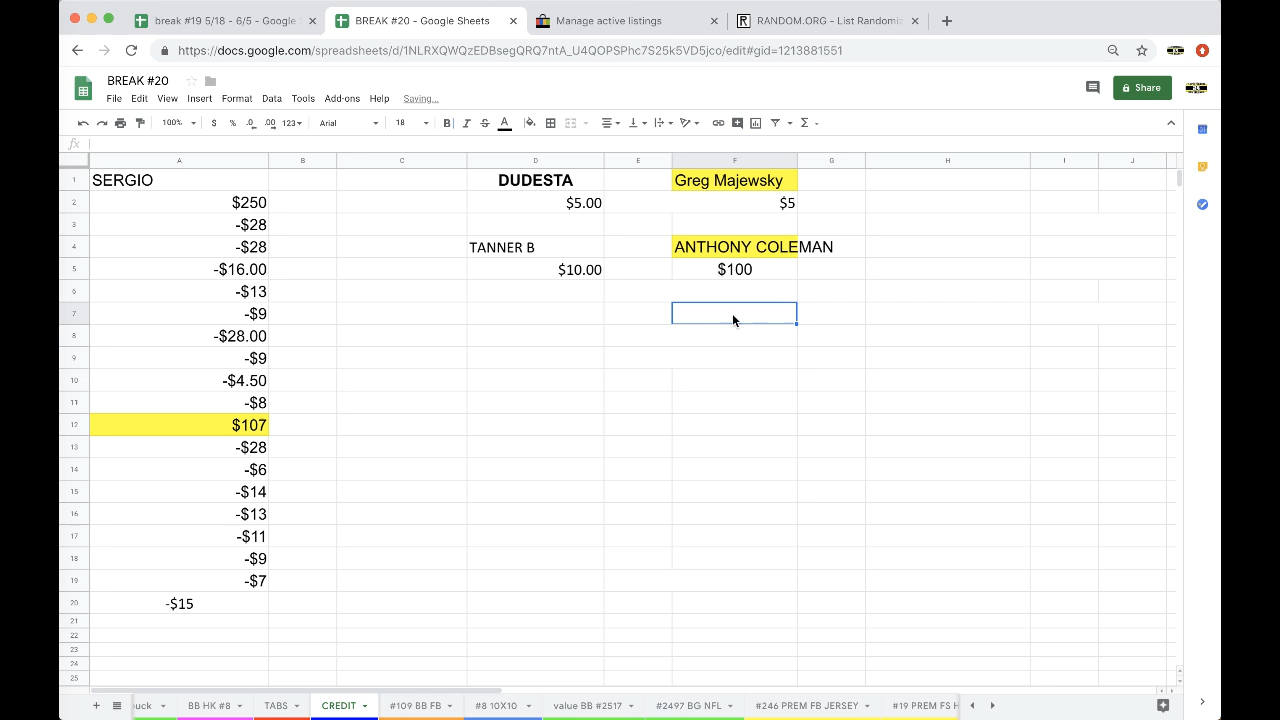 break #19 5/18 - 6/5 - Google
BREAK #20 - Google Sheets
Manage active listings
RANDOM.ORG - List Randomiz
https://docs.google.com/spreadsheets/d/1NLRXQWQzEDBsegQRQ7ntA_U4QOPSPhc7S25k5VD5jco/edit#gid=1213881551
BREAK #20
File Edit View Insert Format Data Tools Add-ons Help Saving...
Share
100% $ % .0 .00 123 Arial 18 B I S A
fx
A B C D E F G H I J
1 SERGIO DUDESTA Greg Majewsky
2 $250 $5.00 $5
3 -$28
4 -$28 TANNER B ANTHONY COLEMAN
5 -$16.00 $10.00 $100
6 -$13
7 -$9
8 -$28.00
9 -$9
10 -$4.50
11 -$8
12 $107
13 -$28
14 -$6
15 -$14
16 -$13
17 -$11
18 -$9
19 -$7
20 -$15
21
22
23
24
25
uck BB HK #8 TABS CREDIT #109 BB FB #8 10X10 value BB #2517 #2497 BG NFL #246 PREM FB JERSEY #19 PREM FS H